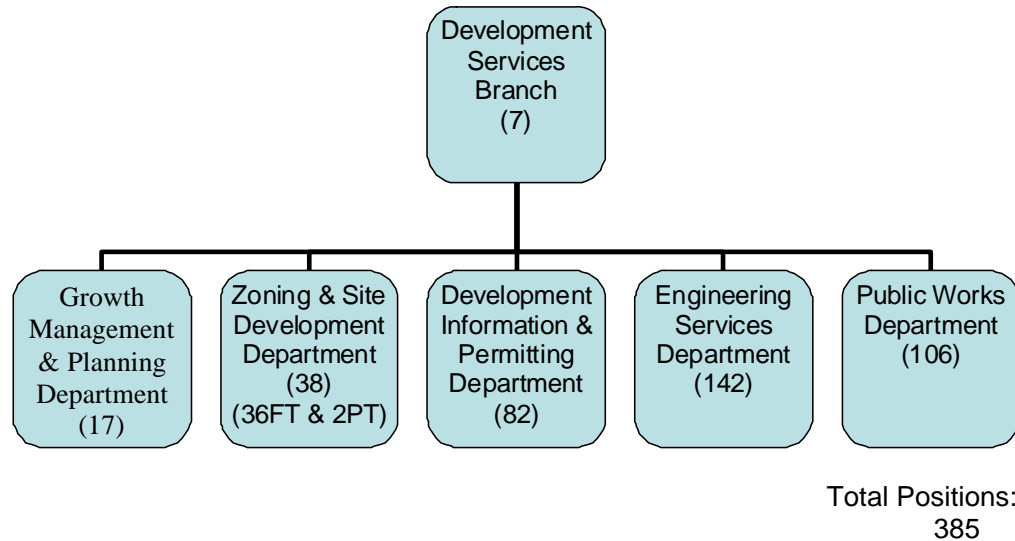 Development
Services
Branch
(7)
Growth
Management
& Planning
Department
(17)
Zoning & Site
Development
Department
(38)
(36FT & 2PT)
Development
Information &
Permitting
Department
(82)
Engineering
Services
Department
(142)
Public Works
Department
(106)
Total Positions:
385